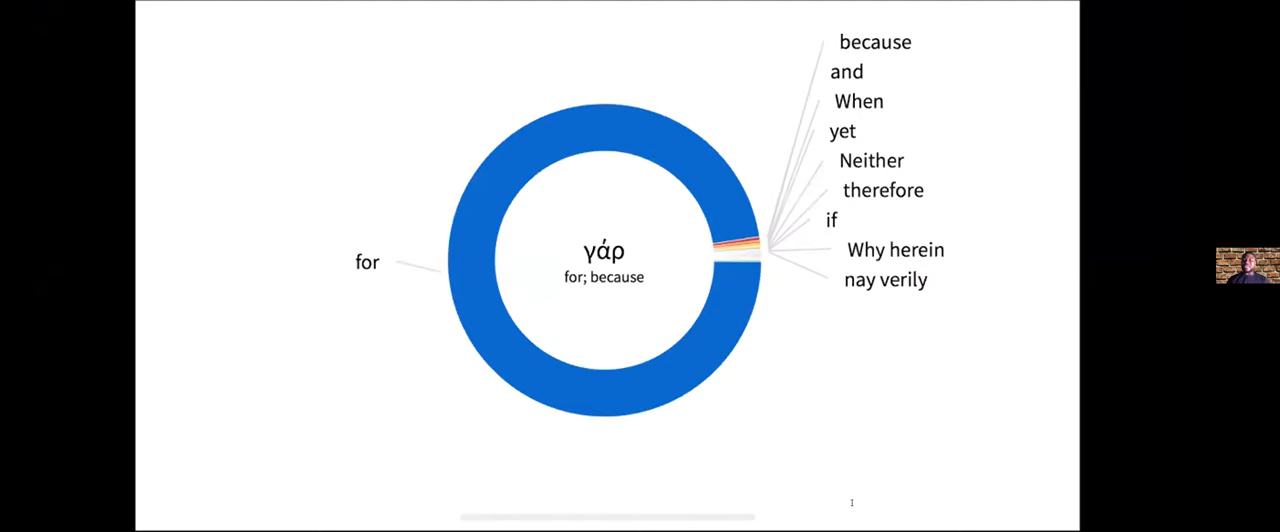 because
and
When
yet
Neither
therefore
if
Why herein
nay verily
for
γάρ
for; because